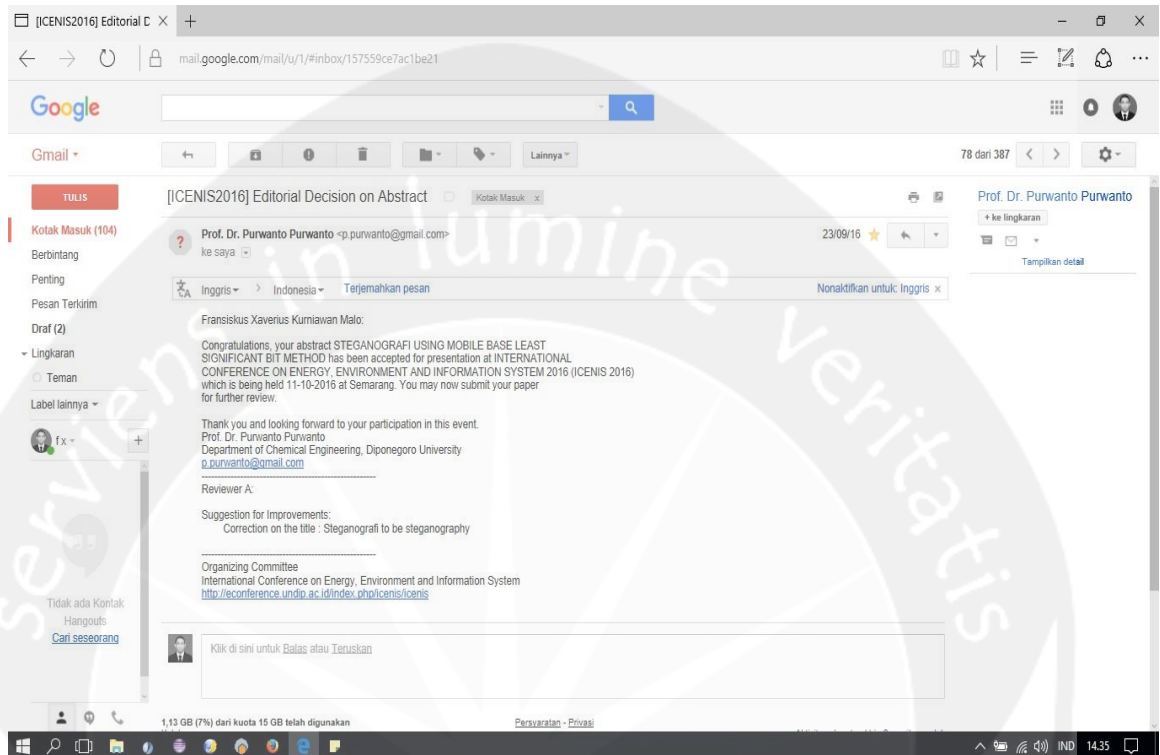 [ICENIS2016] Editorial D
mail.google.com/mail/u/1/#inbox/157559ce7ac1be21
Google
Gmail
Lainnya
78 dari 387
TULIS
[ICENIS2016] Editorial Decision on Abstract
Kotak Masuk x
Prof. Dr. Purwanto Purwanto
+ ke lingkaran
Tampilkan detail
Kotak Masuk (104)
Berbintang
Penting
Pesan Terkirim
Draf (2)
Lingkaran
Teman
Label lainnya
f x
Prof. Dr. Purwanto Purwanto <p.purwanto@gmail.com>
23/09/16
ke saya
Inggris > Indonesia Terjemahkan pesan
Nonaktifkan untuk: Inggris x
Fransiskus Xaverius Kurniawan Malo:
Congratulations, your abstract STEGANOGRAFI USING MOBILE BASE LEAST
SIGNIFICANT BIT METHOD has been accepted for presentation at INTERNATIONAL
CONFERENCE ON ENERGY, ENVIRONMENT AND INFORMATION SYSTEM 2016 (ICENIS 2016)
which is being held 11-10-2016 at Semarang. You may now submit your paper
for further review.
Thank you and looking forward to your participation in this event.
Prof. Dr. Purwanto Purwanto
Department of Chemical Engineering, Diponegoro University
p.purwanto@gmail.com
Reviewer A:
Suggestion for Improvements:
Correction on the title : Steganografi to be steganography
Organizing Committee
International Conference on Energy, Environment and Information System
http://econference.undip.ac.id/index.php/icenis/icenis
Tidak ada Kontak
Hangouts
Cari seseorang
Klik di sini untuk Balas atau Teruskan
1,13 GB (7%) dari kuota 15 GB telah digunakan
Persyaratan - Privasi
IND 14.35
serviens in lumine veritatis